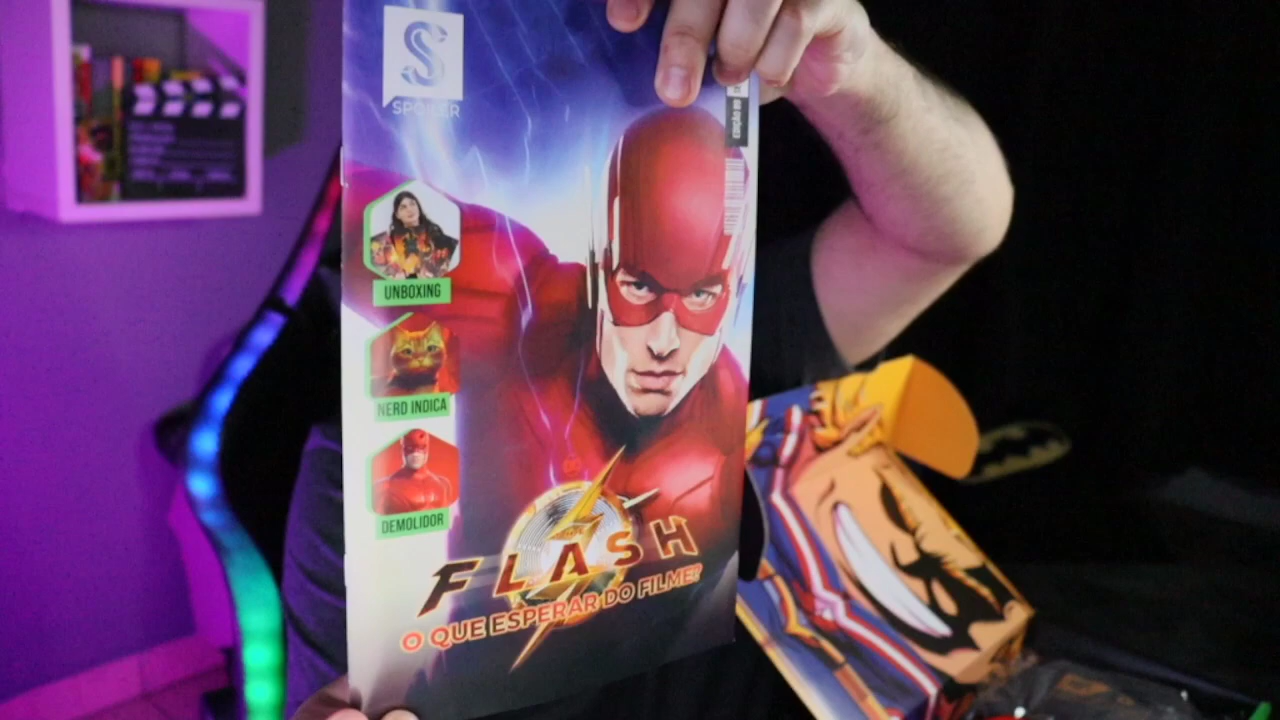 SPOILER
UNBOXING
NERD INDICA
DEMOLIDOR
FLASH
O QUE ESPERAR DO FILME?